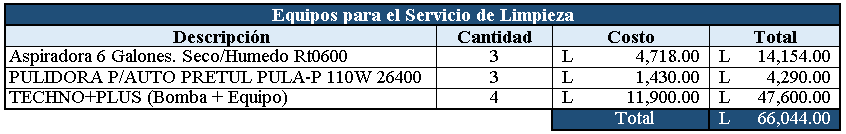 Equipos para el Servicio de Limpieza
Descripción Cantidad Costo Total
Aspiradora 6 Galones. Seco/Humedo Rf0600 3 L 4,718.00 L 14,154.00
PULIDORA P/AUTO PRETUL PULA-P 110W 26400 3 L 1,430.00 L 4,290.00
TECHNO+PLUS (Bomba + Equipo) 4 L 11,900.00 L 47,600.00
Total L 66,044.00